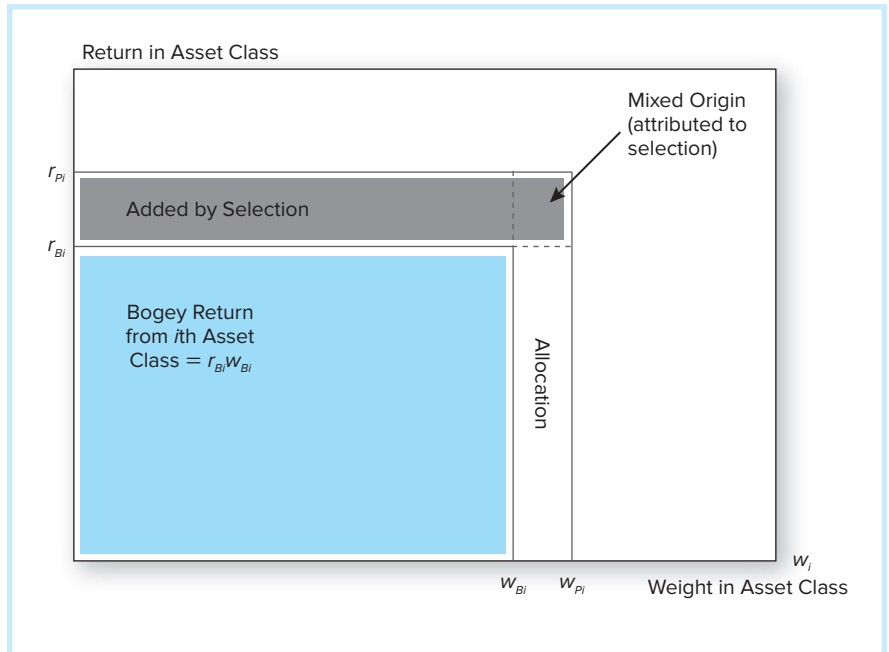 Return in Asset Class
Mixed Origin
(attributed to
selection)
r_Pi
Added by Selection
r_Bi
Bogey Return
from ith Asset
Class = r_Bi w_Bi
Allocation
w_i
w_Bi w_Pi
Weight in Asset Class